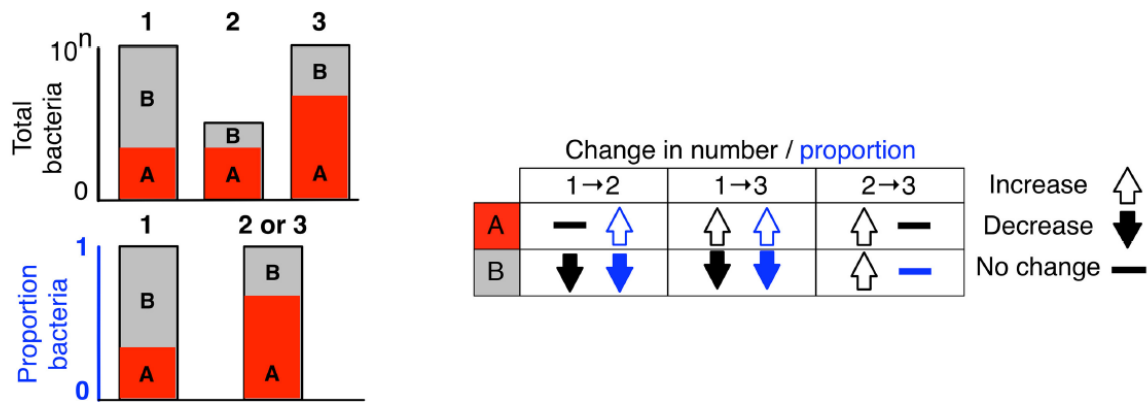 1 2 3
10^n
B
B
B
A
A
A
0
Total
bacteria
1 2 or 3
1
B
B
A
A
0
Proportion
bacteria
Change in number / proportion
1→2 1→3 2→3
A
B
Increase
Decrease
No change